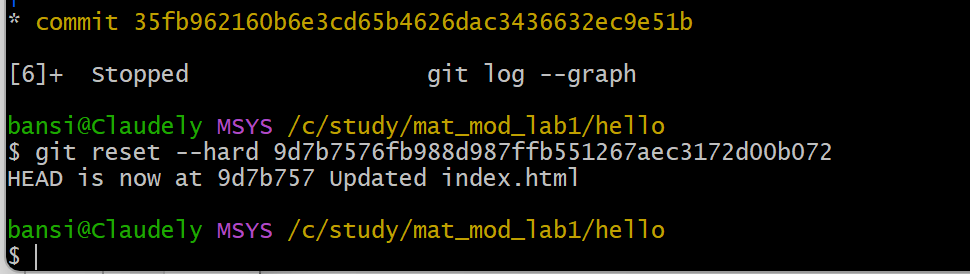 * commit 35fb962160b6e3cd65b4626dac3436632ec9e51b
[6]+  Stopped                 git log --graph
bansi@Claudely MSYS /c/study/mat_mod_lab1/hello
$ git reset --hard 9d7b7576fb988d987ffb551267aec3172d00b072
HEAD is now at 9d7b757 Updated index.html
bansi@Claudely MSYS /c/study/mat_mod_lab1/hello
$